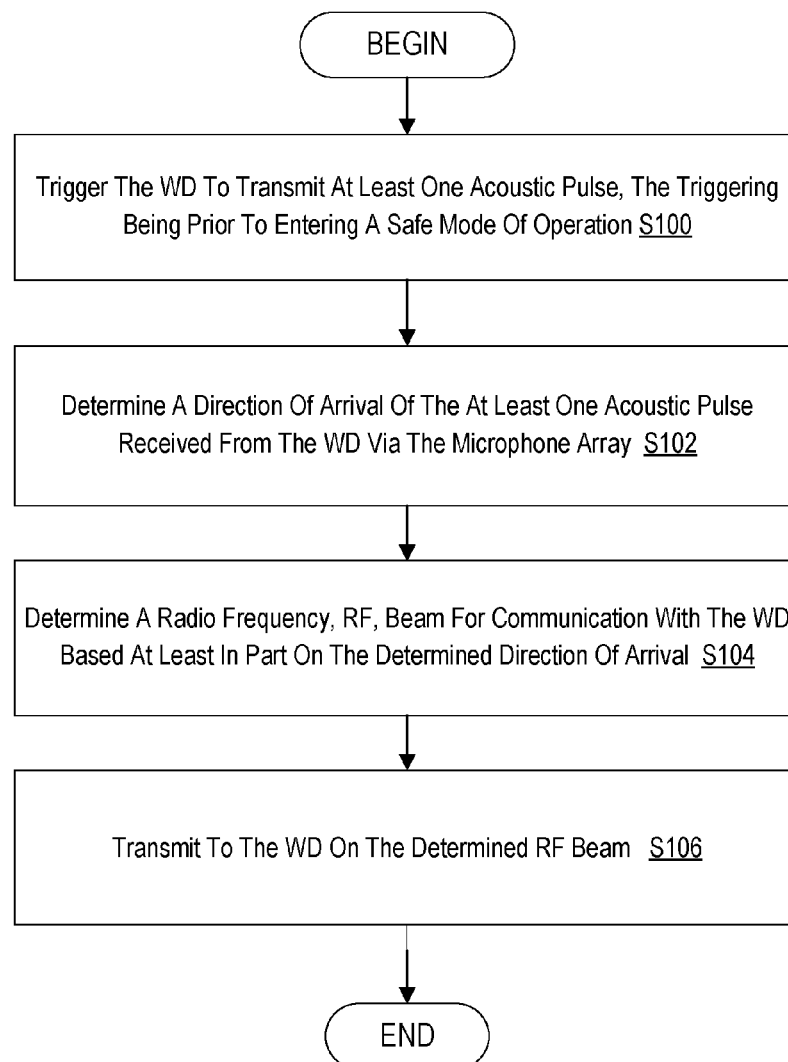 BEGIN
Trigger The WD To Transmit At Least One Acoustic Pulse, The Triggering
Being Prior To Entering A Safe Mode Of Operation S100
Determine A Direction Of Arrival Of The At Least One Acoustic Pulse
Received From The WD Via The Microphone Array S102
Determine A Radio Frequency, RF, Beam For Communication With The WD
Based At Least In Part On The Determined Direction Of Arrival S104
Transmit To The WD On The Determined RF Beam S106
END